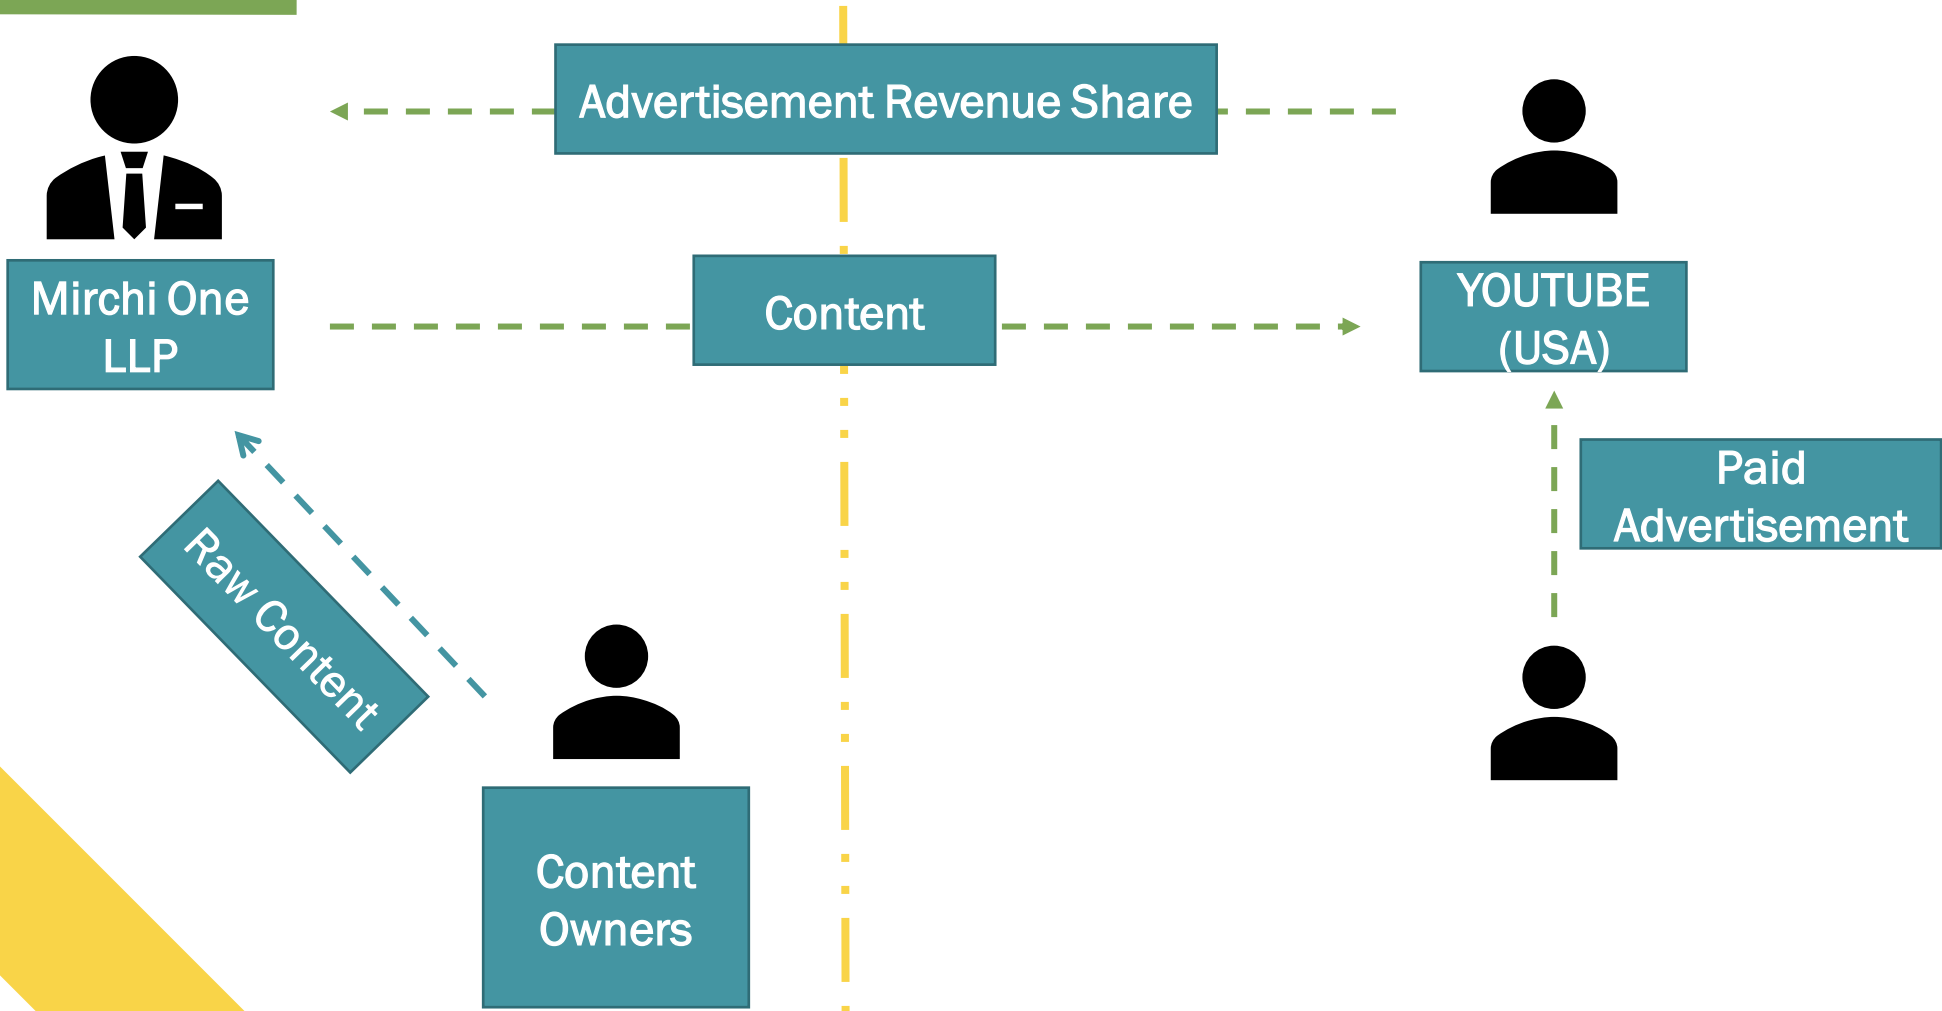 Advertisement Revenue Share
Mirchi One
LLP
Content
YOUTUBE
(USA)
Paid
Advertisement
Raw Content
Content
Owners